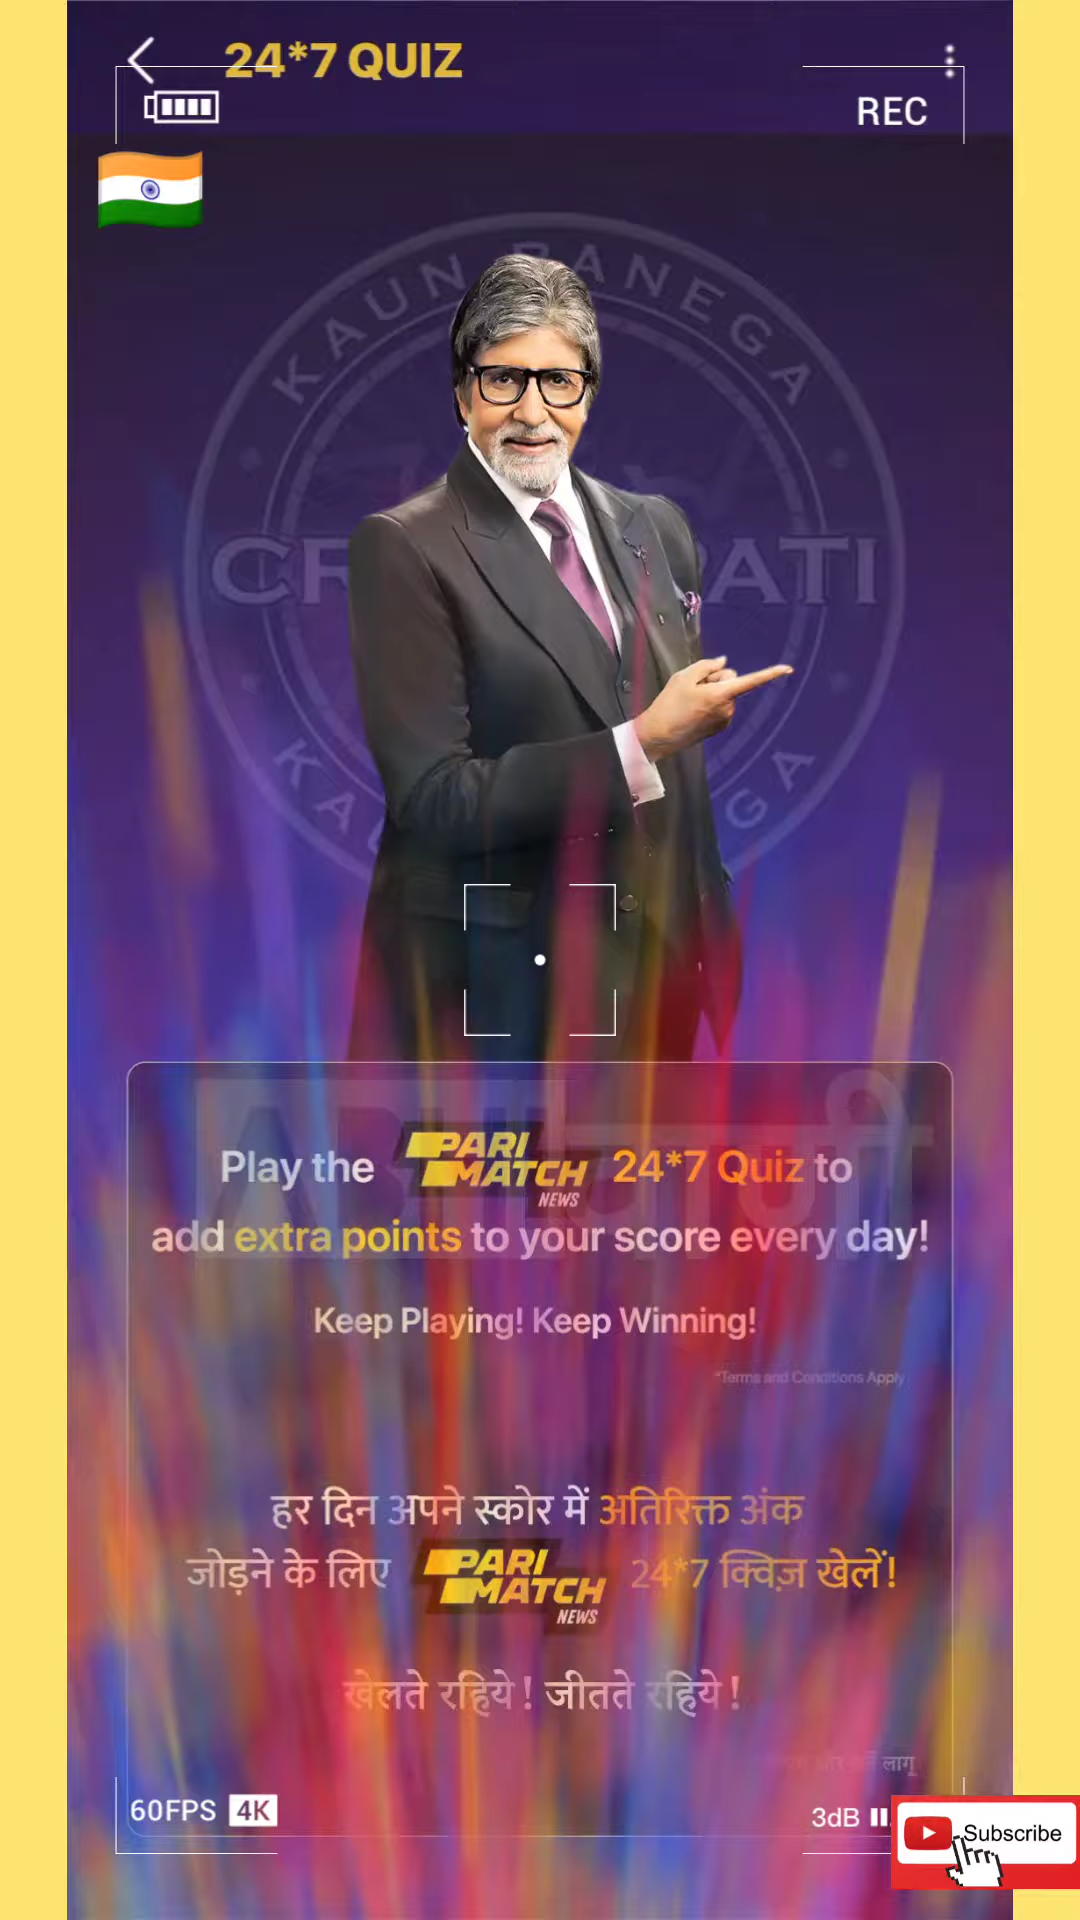 24*7 QUIZ
REC
KAUN BANEGA
CR PATI
Play the PARI MATCH NEWS 24*7 Quiz to
add extra points to your score every day!
Keep Playing! Keep Winning!
*Terms and Conditions Apply
हर दिन अपने स्कोर में अतिरिक्त अंक
जोड़ने के लिए PARI MATCH NEWS 24*7 क्विज़ खेलें!
खेलते रहिये! जीतते रहिये!
लागू
60FPS 4K
3dB
Subscribe